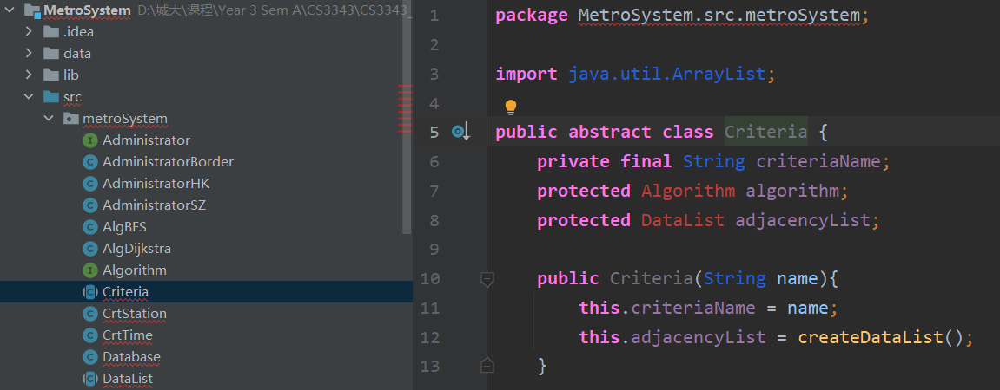 MetroSystem D:\城大\课程\Year 3 Sem A\CS3343\CS3343_
.idea
data
lib
src
metroSystem
Administrator
AdministratorBorder
AdministratorHK
AdministratorSZ
AlgBFS
AlgDijkstra
Algorithm
Criteria
CrtStation
CrtTime
Database
DataList
1 package MetroSystem.src.metroSystem;
2
3 import java.util.ArrayList;
4
5 public abstract class Criteria {
6 private final String criteriaName;
7 protected Algorithm algorithm;
8 protected DataList adjacencyList;
9
10 public Criteria(String name){
11 this.criteriaName = name;
12 this.adjacencyList = createDataList();
13 }